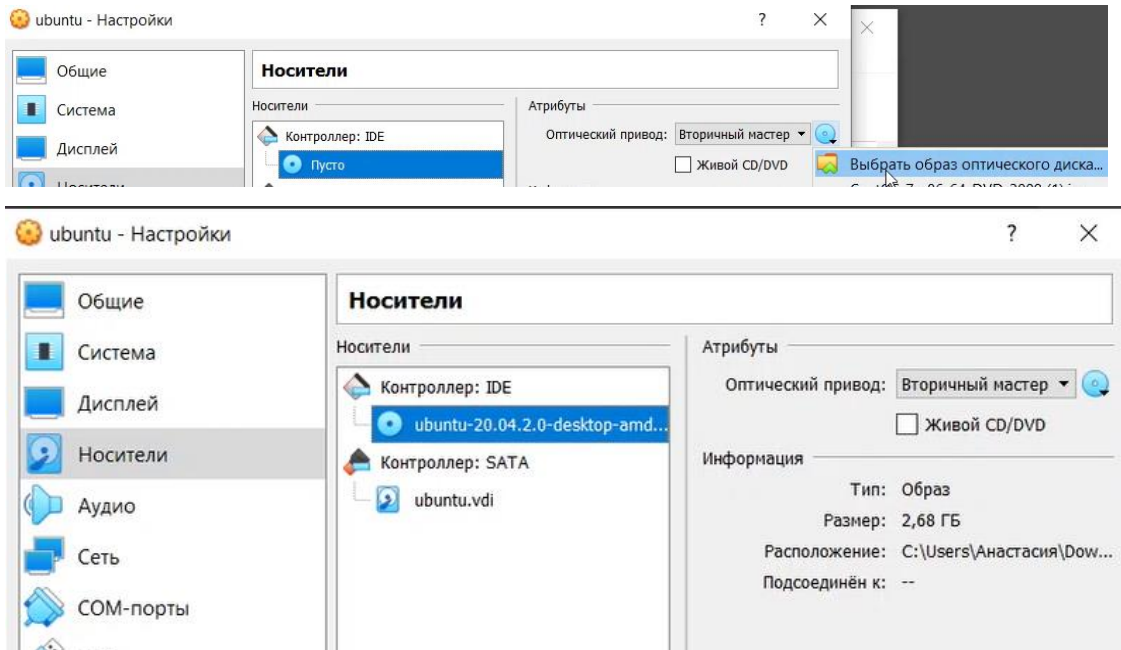 ubuntu - Настройки ?
Общие
Система
Дисплей
Носители
Носители
Носители
Контроллер: IDE
Пусто
Атрибуты
Оптический привод: Вторичный мастер
Живой CD/DVD
Выбрать образ оптического диска...
ubuntu - Настройки ?
Общие
Система
Дисплей
Носители
Аудио
Сеть
COM-порты
Носители
Носители
Контроллер: IDE
ubuntu-20.04.2.0-desktop-amd...
Контроллер: SATA
ubuntu.vdi
Атрибуты
Оптический привод: Вторичный мастер
Живой CD/DVD
Информация
Тип: Образ
Размер: 2,68 ГБ
Расположение: C:\Users\Анастасия\Dow...
Подсоединён к: --